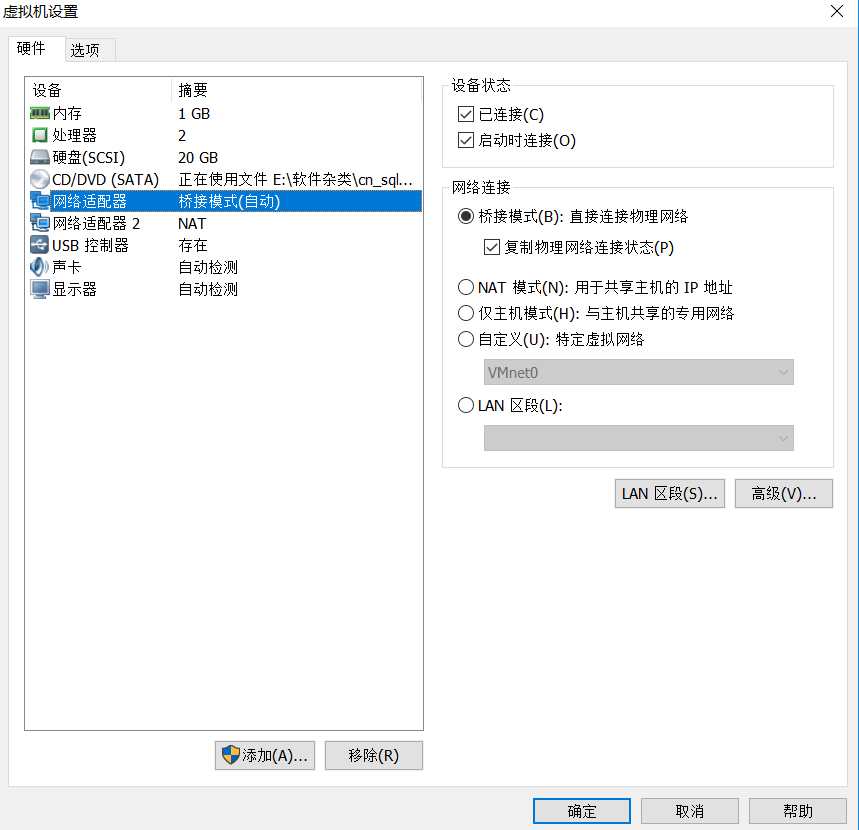 虚拟机设置
硬件 选项
设备 摘要
内存 1 GB
处理器 2
硬盘(SCSI) 20 GB
CD/DVD (SATA) 正在使用文件 E:\软件杂类\cn_sql...
网络适配器 桥接模式(自动)
网络适配器 2 NAT
USB 控制器 存在
声卡 自动检测
显示器 自动检测
添加(A)... 移除(R)
设备状态
已连接(C)
启动时连接(O)
网络连接
桥接模式(B): 直接连接物理网络
复制物理网络连接状态(P)
NAT 模式(N): 用于共享主机的 IP 地址
仅主机模式(H): 与主机共享的专用网络
自定义(U): 特定虚拟网络
VMnet0
LAN 区段(L):
LAN 区段(S)... 高级(V)...
确定 取消 帮助